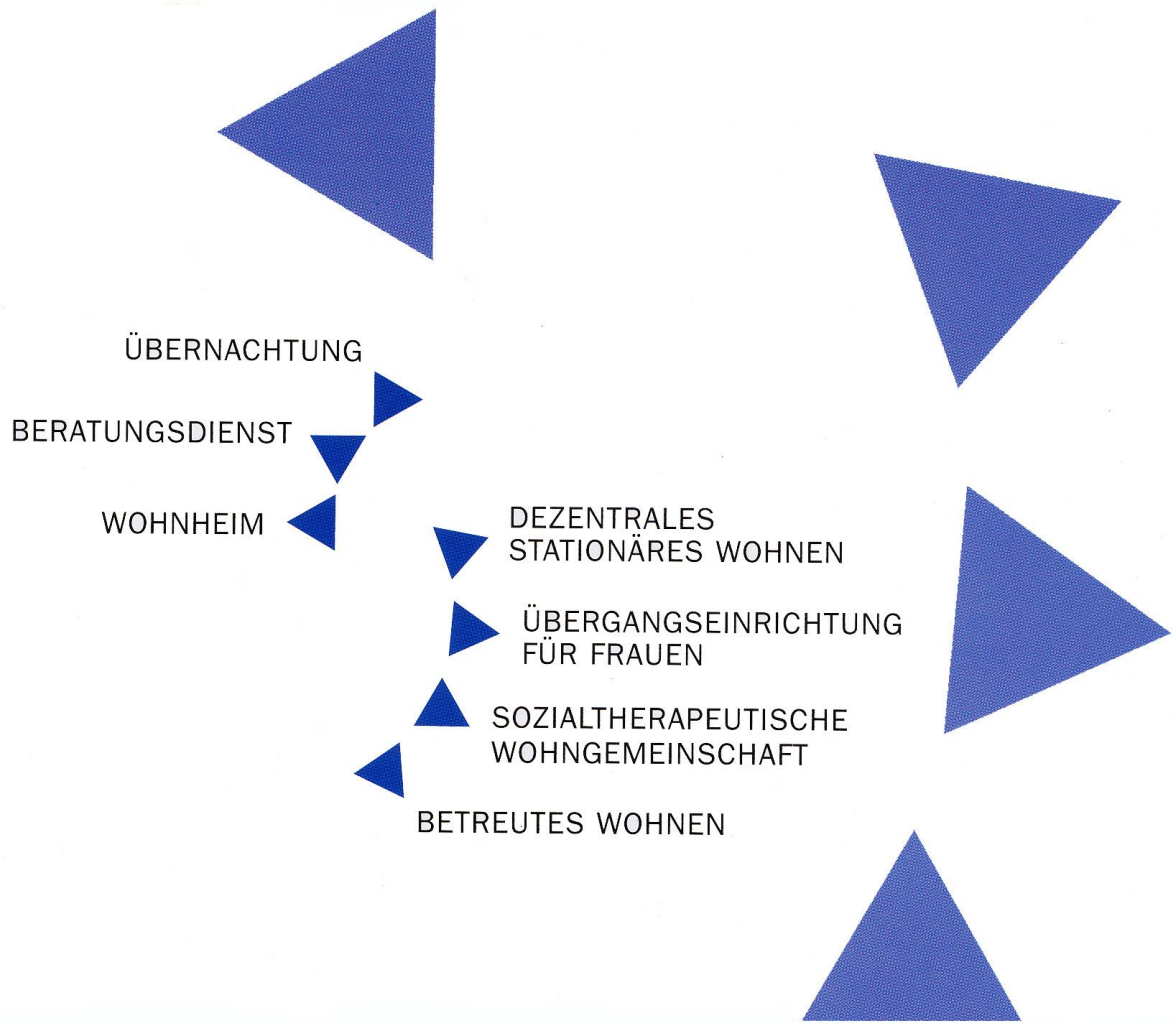 ÜBERNACHTUNG
BERATUNGSDIENST
WOHNHEIM
DEZENTRALES
STATIONÄRES WOHNEN
ÜBERGANGSEINRICHTUNG
FÜR FRAUEN
SOZIALTHERAPEUTISCHE
WOHNGEMEINSCHAFT
BETREUTES WOHNEN